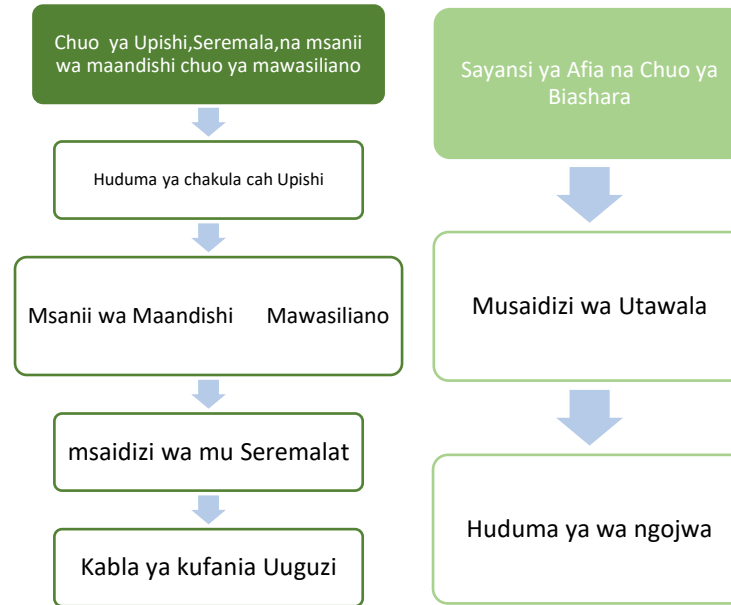 Chuo ya Upishi,Seremala,na msanii
wa maandishi chuo ya mawasiliano
Huduma ya chakula cah Upishi
Msanii wa Maandishi Mawasiliano
msaidizi wa mu Seremalat
Kabla ya kufania Uuguzi
Sayansi ya Afia na Chuo ya
Biashara
Musaidizi wa Utawala
Huduma ya wa ngojwa